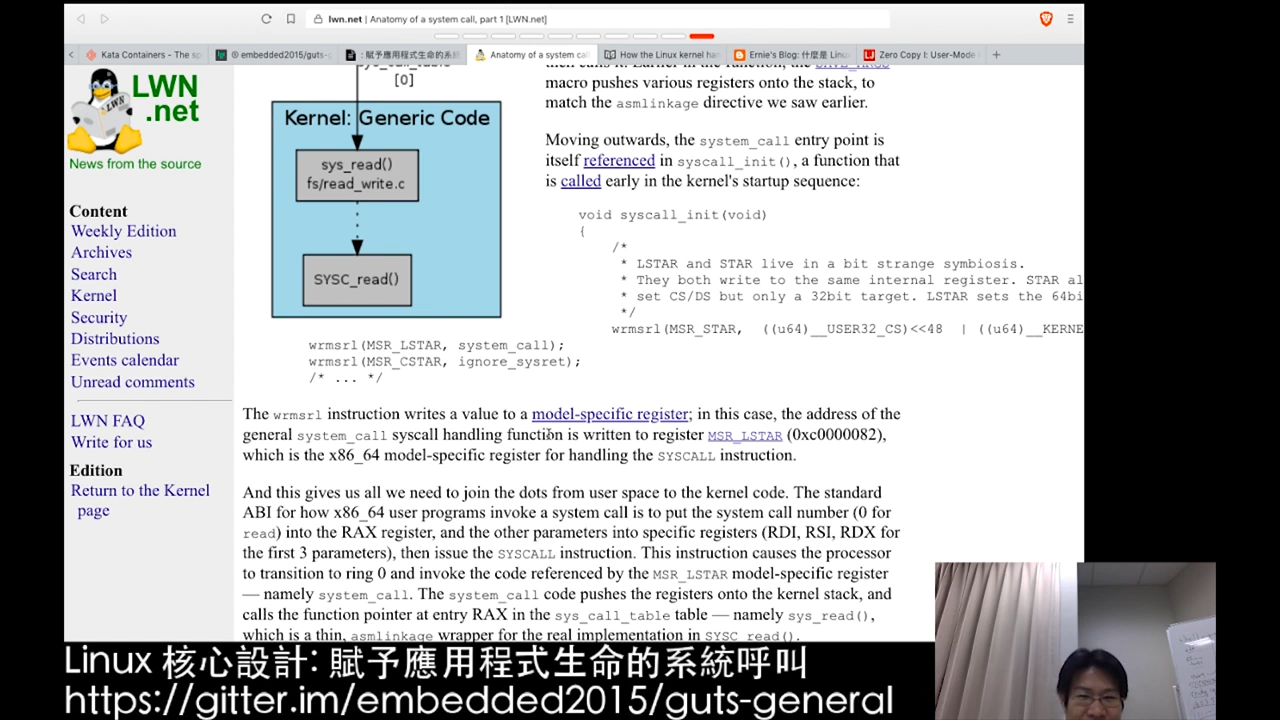 lwn.net | Anatomy of a system call, part 1 [LWN.net]
Kata Containers – The sp
embedded2015/guts-
: 賦予應用程式生命的系統
Anatomy of a system call
How the Linux kernel han
Ernie's Blog: 什麼是 Linux
Zero Copy I: User-Mode
LWN
.net
News from the source
Content
Weekly Edition
Archives
Search
Kernel
Security
Distributions
Events calendar
Unread comments
LWN FAQ
Write for us
Edition
Return to the Kernel
page
[0]
Kernel: Generic Code
sys_read()
fs/read_write.c
SYSC_read()
macro pushes various registers onto the stack, to
match the asmlinkage directive we saw earlier.
Moving outwards, the system_call entry point is
itself referenced in syscall_init(), a function that
is called early in the kernel's startup sequence:
void syscall_init(void)
{
/*
* LSTAR and STAR live in a bit strange symbiosis.
* They both write to the same internal register. STAR al
* set CS/DS but only a 32bit target. LSTAR sets the 64bi
*/
wrmsrl(MSR_STAR, ((u64)__USER32_CS)<<48 | ((u64)__KERNE
wrmsrl(MSR_LSTAR, system_call);
wrmsrl(MSR_CSTAR, ignore_sysret);
/* ... */
The wrmsrl instruction writes a value to a model-specific register; in this case, the address of the
general system_call syscall handling function is written to register MSR_LSTAR (0xc0000082),
which is the x86_64 model-specific register for handling the SYSCALL instruction.
And this gives us all we need to join the dots from user space to the kernel code. The standard
ABI for how x86_64 user programs invoke a system call is to put the system call number (0 for
read) into the RAX register, and the other parameters into specific registers (RDI, RSI, RDX for
the first 3 parameters), then issue the SYSCALL instruction. This instruction causes the processor
to transition to ring 0 and invoke the code referenced by the MSR_LSTAR model-specific register
— namely system_call. The system_call code pushes the registers onto the kernel stack, and
calls the function pointer at entry RAX in the sys_call_table table — namely sys_read(),
which is a thin, asmlinkage wrapper for the real implementation in SYSC_read().
Linux 核心設計: 賦予應用程式生命的系統呼叫
https://gitter.im/embedded2015/guts-general